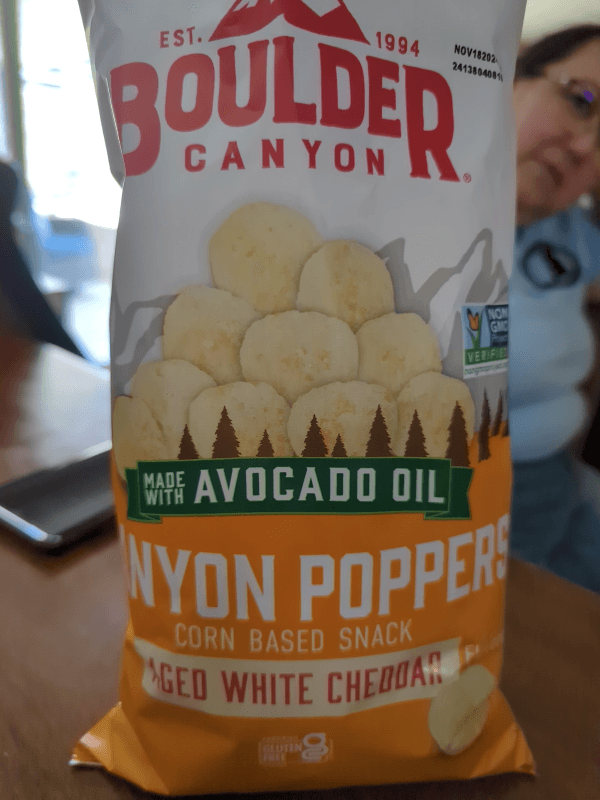 EST. 1994
BOULDER
CANYON ®
NON
GMO
VERIFIED
MADE
WITH
AVOCADO OIL
NYON POPPERS
CORN BASED SNACK
AGED WHITE CHEDDAR
GLUTEN
FREE